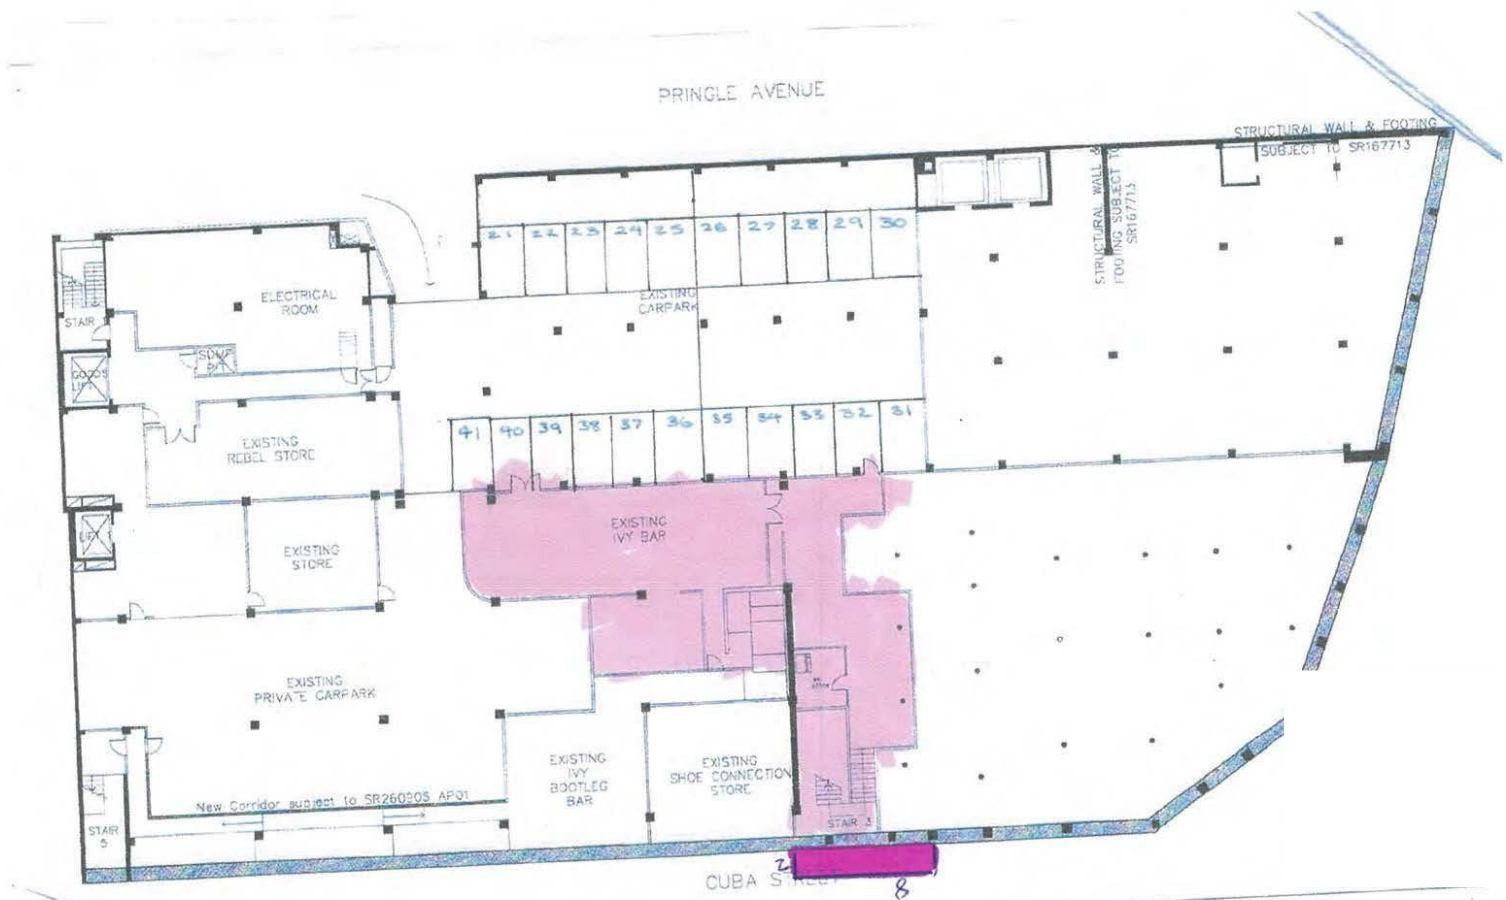 PRINGLE AVENUE
STRUCTURAL WALL & FOOTING
SUBJECT TO SR167713
STRUCTURAL WALL &
FOOTING SUBJECT TO
SR167713
21 22 23 24 25 26 27 28 29 30
ELECTRICAL
ROOM
EXISTING
CARPARK
STAIR
SUMP
PIT
GOODS
LIFT
41 40 39 38 37 36 35 34 33 32 31
EXISTING
REBEL STORE
EXISTING
IVY BAR
LIFT
EXISTING
STORE
EXISTING
PRIVATE CARPARK
EXISTING
IVY
BOOTLEG
BAR
EXISTING
SHOE CONNECTION
STORE
New Corridor subject to SR260905 AP01
STAIR
5
STAIR 3
2
CUBA STREET
8